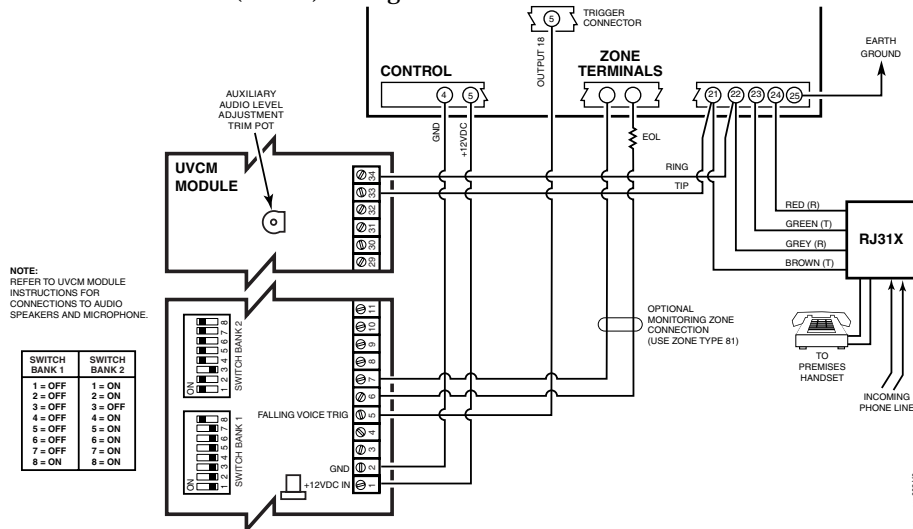 TRIGGER
CONNECTOR
5
OUTPUT 18
EARTH
GROUND
CONTROL
ZONE
TERMINALS
4 5
21 22 23 24 25
AUXILIARY
AUDIO LEVEL
ADJUSTMENT
TRIM POT
GND
+12VDC
EOL
UVCM
MODULE
34
33
32
31
30
29
RING
TIP
RED (R)
GREEN (T)
GREY (R)
BROWN (T)
RJ31X
NOTE:
REFER TO UVCM MODULE
INSTRUCTIONS FOR
CONNECTIONS TO AUDIO
SPEAKERS AND MICROPHONE.
11
10
9
8
7
6
5
4
3
2
1
SWITCH BANK 2
ON
1 2 3 4 5 6 7 8
SWITCH BANK 1
ON
1 2 3 4 5 6 7 8
OPTIONAL
MONITORING ZONE
CONNECTION
(USE ZONE TYPE 81)
TO
PREMISES
HANDSET
INCOMING
PHONE LINE
FALLING VOICE TRIG
GND
+12VDC IN
SWITCH BANK 1 SWITCH BANK 2
1 = OFF 1 = ON
2 = OFF 2 = ON
3 = OFF 3 = OFF
4 = OFF 4 = ON
5 = OFF 5 = ON
6 = OFF 6 = ON
7 = OFF 7 = ON
8 = ON 8 = ON